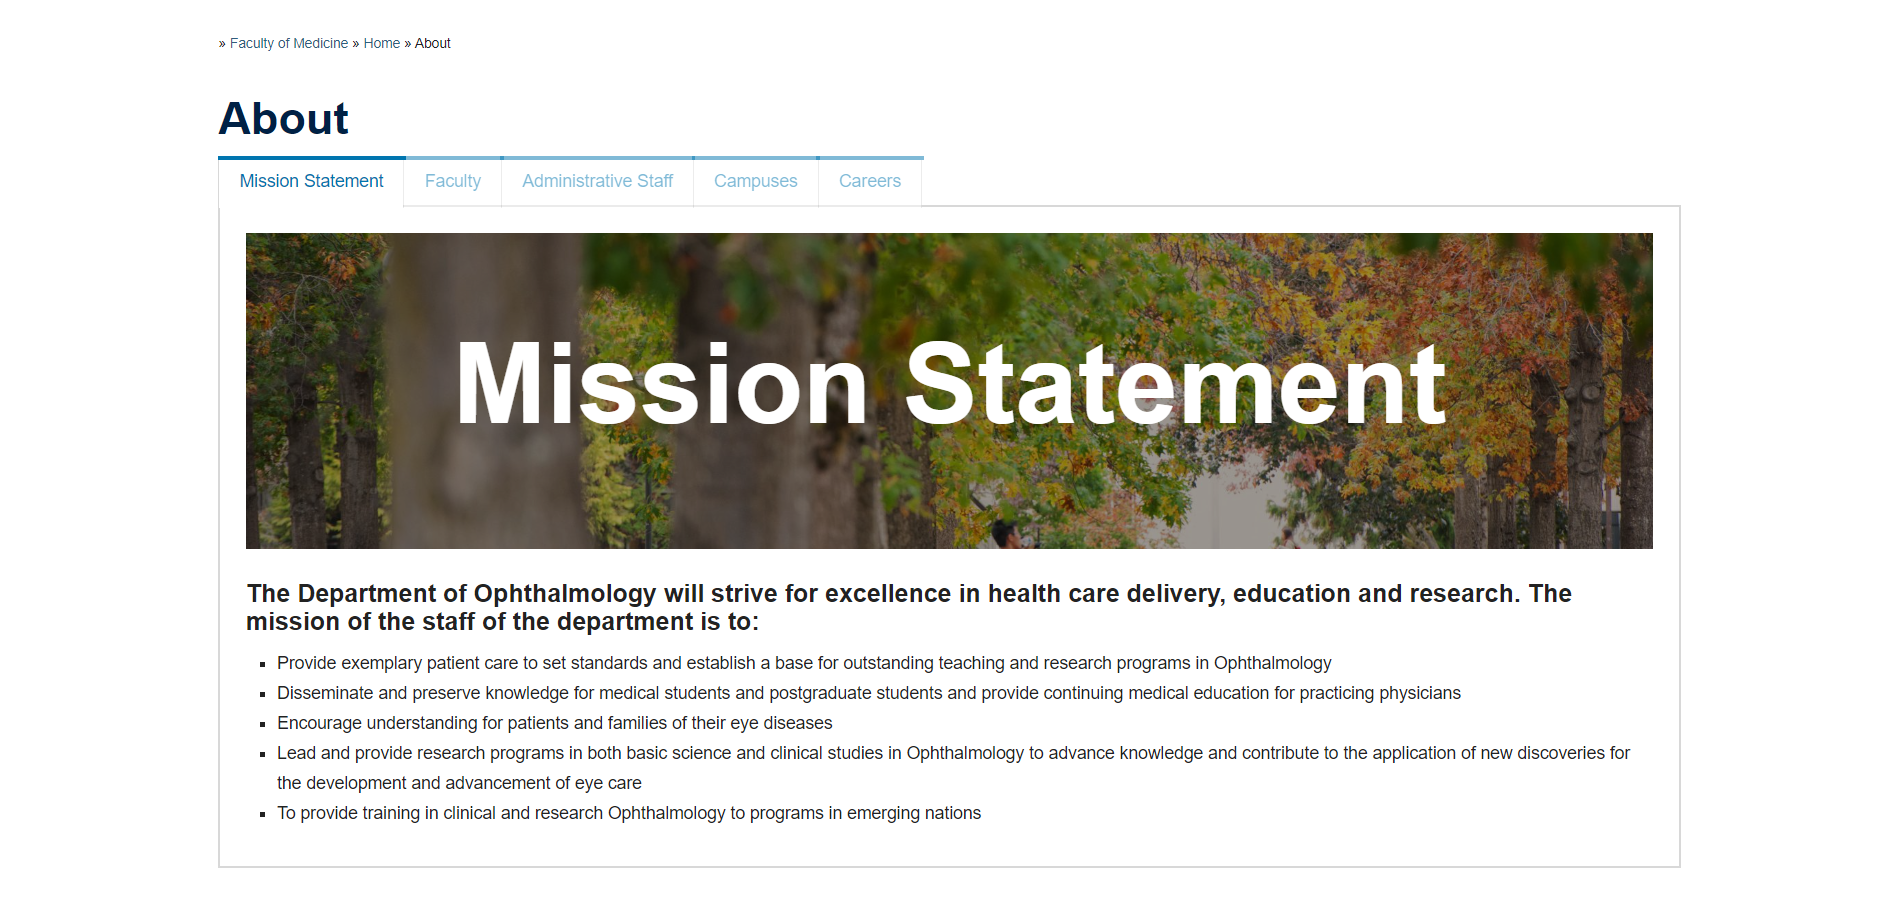 » Faculty of Medicine » Home » About
About
Mission Statement
Faculty
Administrative Staff
Campuses
Careers
Mission Statement
The Department of Ophthalmology will strive for excellence in health care delivery, education and research. The
mission of the staff of the department is to:
▪ Provide exemplary patient care to set standards and establish a base for outstanding teaching and research programs in Ophthalmology
▪ Disseminate and preserve knowledge for medical students and postgraduate students and provide continuing medical education for practicing physicians
▪ Encourage understanding for patients and families of their eye diseases
▪ Lead and provide research programs in both basic science and clinical studies in Ophthalmology to advance knowledge and contribute to the application of new discoveries for
the development and advancement of eye care
▪ To provide training in clinical and research Ophthalmology to programs in emerging nations